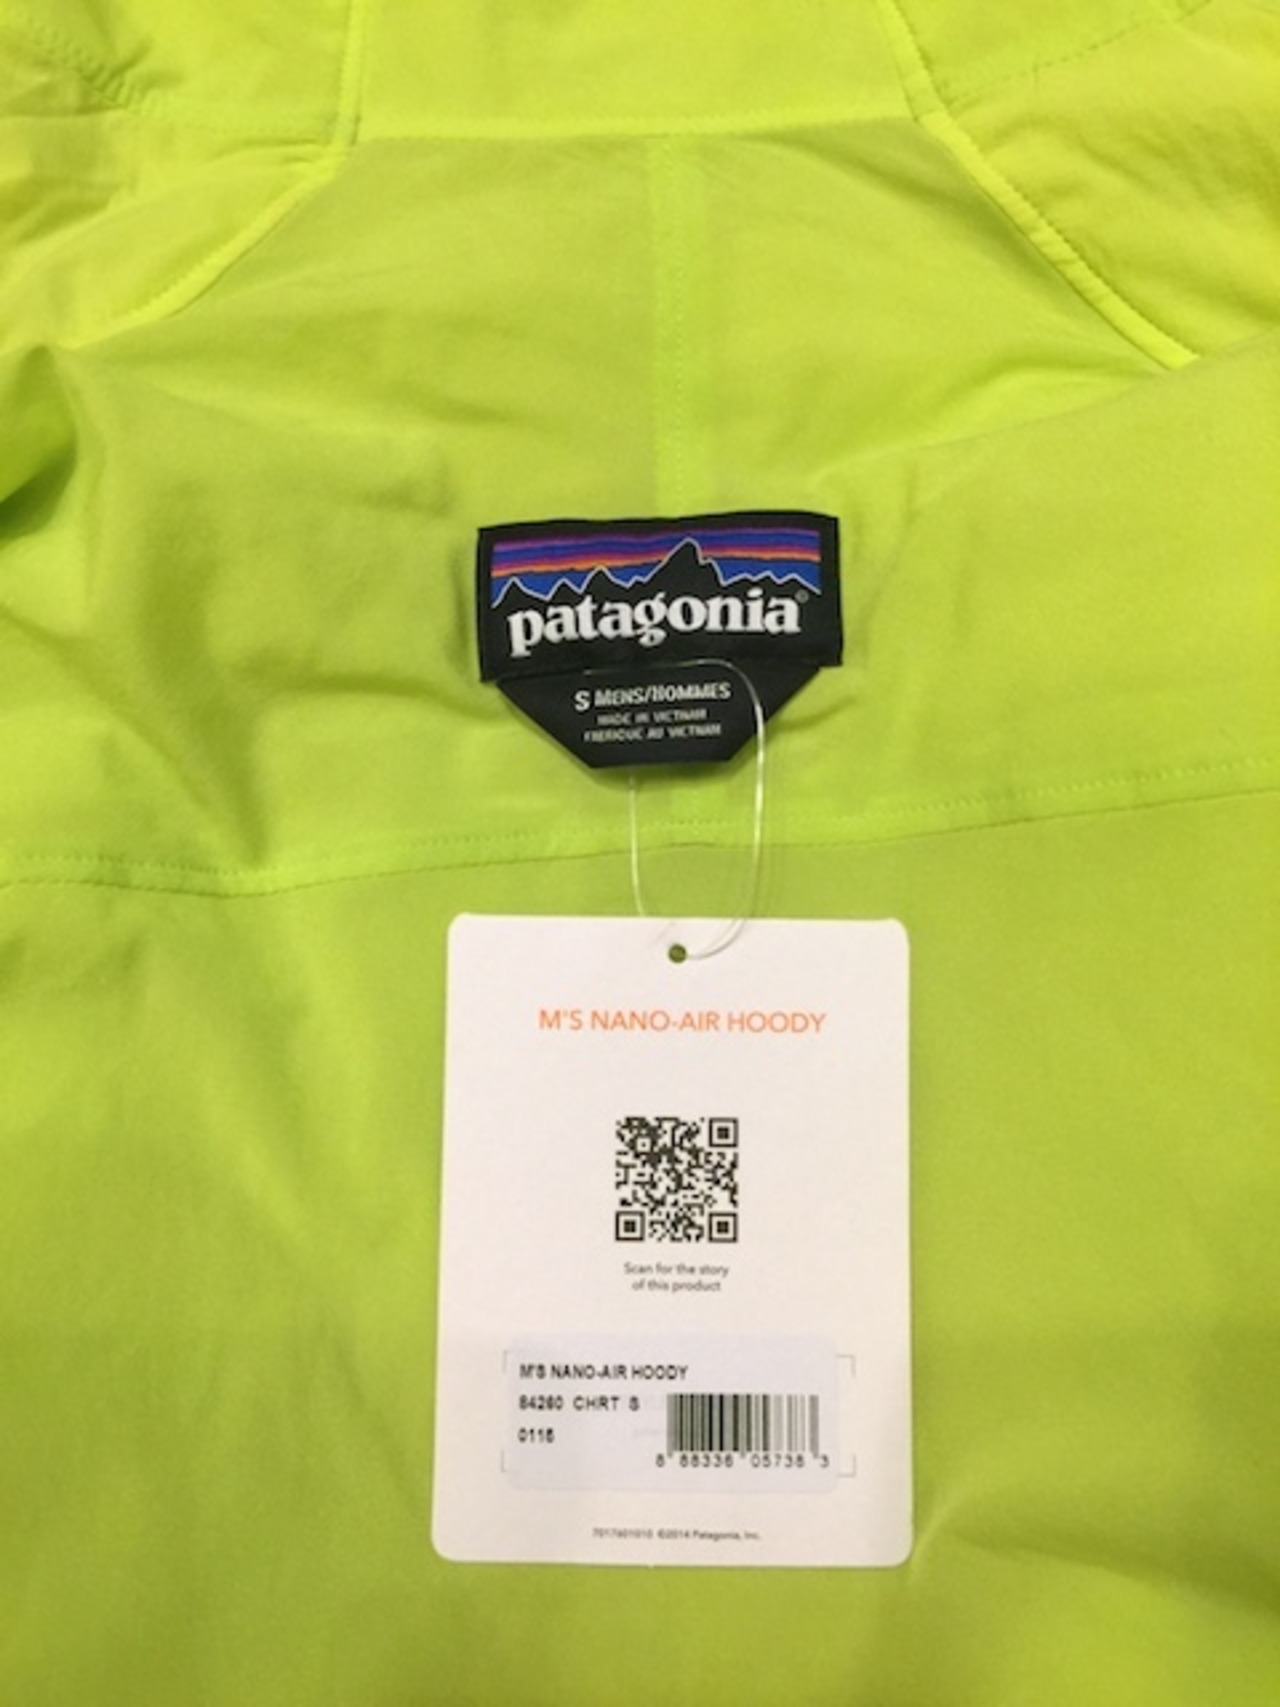 patagonia®
S MENS/HOMMES
MADE IN VIETNAM
FABRIQUÉ AU VIETNAM
M'S NANO-AIR HOODY
Scan for the story
of this product
M'S NANO-AIR HOODY
84260 CHRT S
8 88336 05738 3
©2014 Patagonia, Inc.